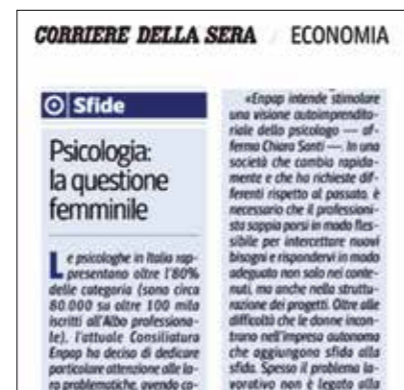 CORRIERE DELLA SERA / ECONOMIA
Sfide
Psicologia:
la questione
femminile
Le psicologhe in Italia rap-
presentano oltre l'80%
delle categoria (sono circa
80.000 su oltre 100 mila
iscritti all'Albo professiona-
le), l'attuale Consiliatura
Enpap ha deciso di dedicare
particolare attenzione alle lo-
ro problematiche, avendo co-
«Enpap intende stimolare
una visione autoimprendito-
riale dello psicologo — af-
ferma Chiara Santi —. In una
società che cambia rapida-
mente e che ha richieste dif-
ferenti rispetto al passato, è
necessario che il professioni-
sta sappia porsi in modo fles-
sibile per intercettare nuovi
bisogni e rispondervi in modo
adeguato non solo nei conte-
nuti, ma anche nella struttu-
razione dei progetti. Oltre alle
difficoltà che le donne incon-
trano nell'impresa autonoma
che aggiungono sfida alla
sfida. Spesso il problema la-
vorativo non è legato alla